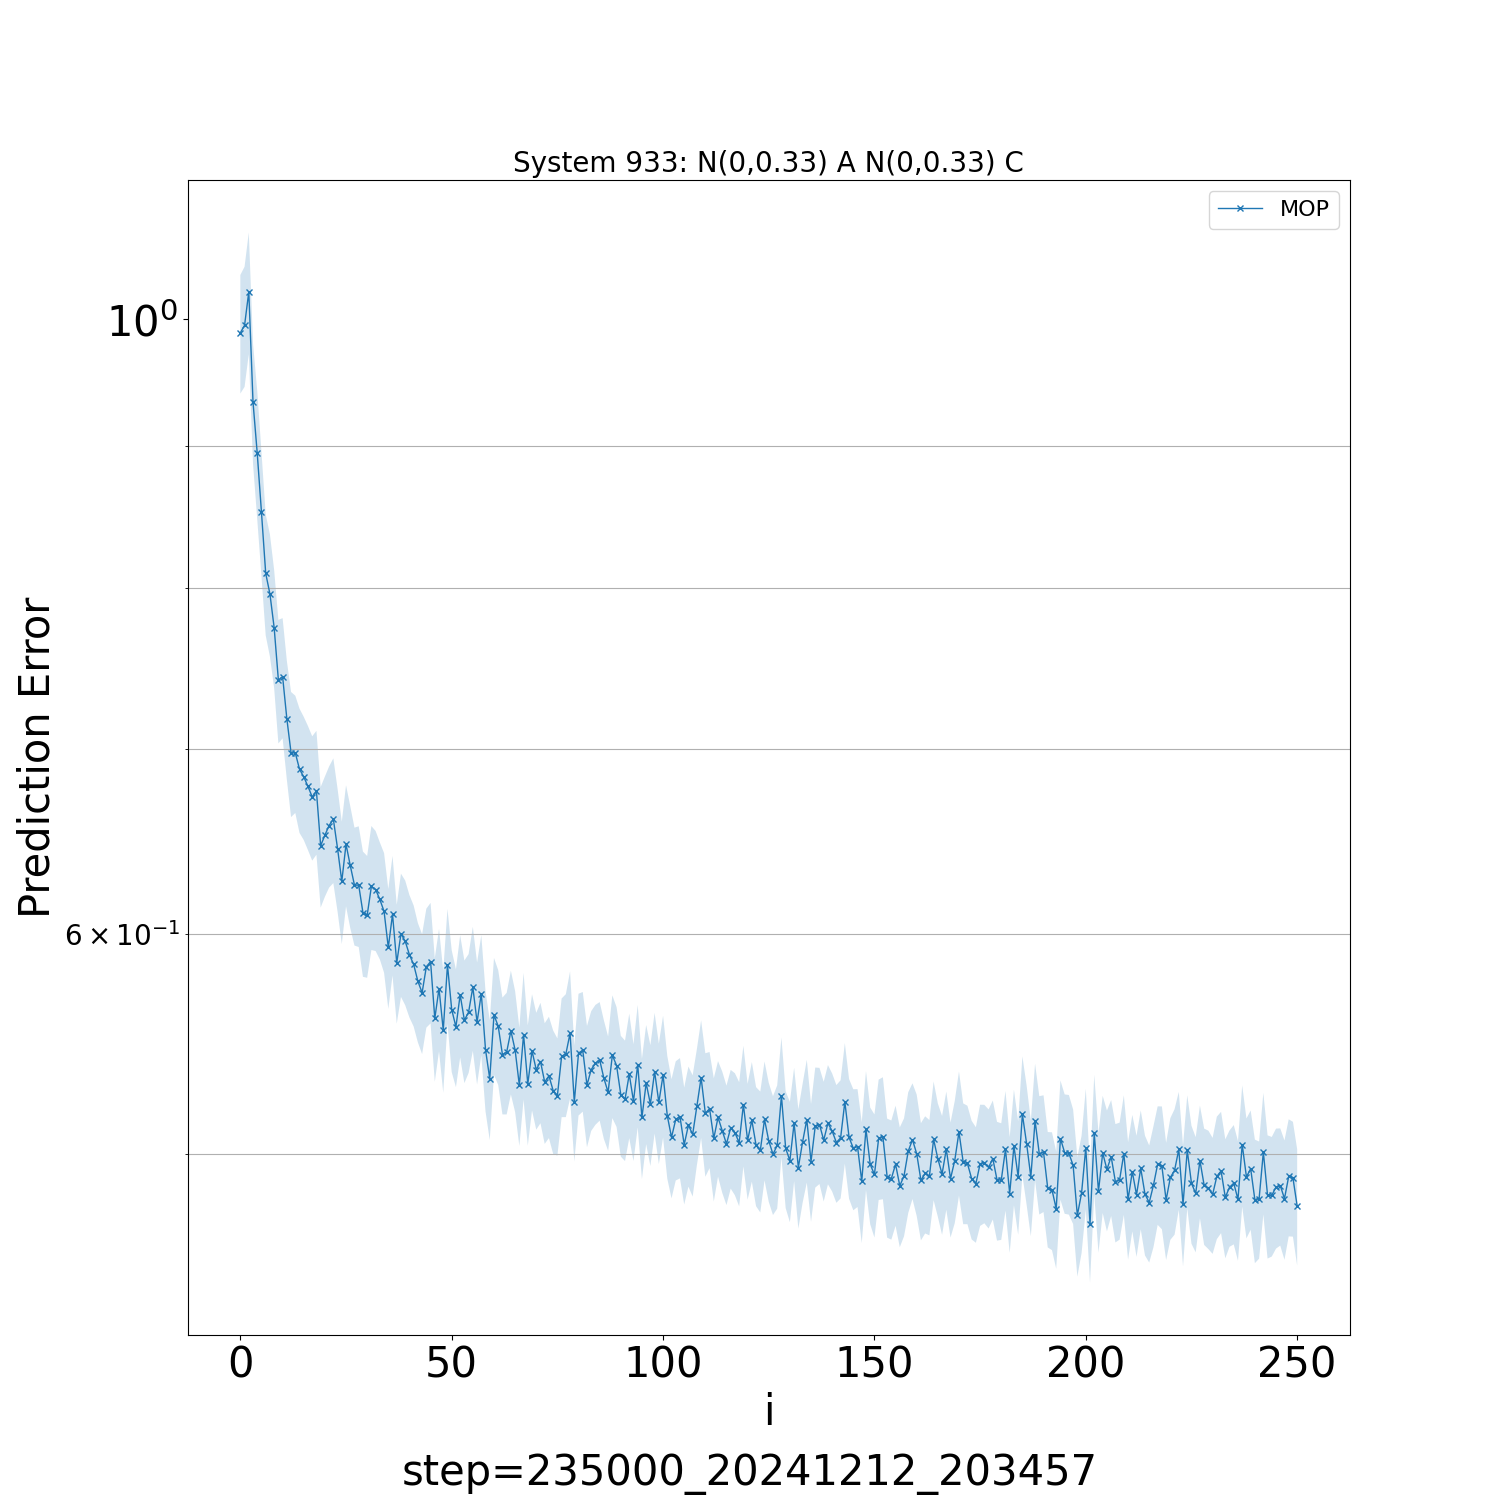 System 933: N(0,0.33) A N(0,0.33) C
MOP
10⁰
6 × 10⁻¹
Prediction Error
0 50 100 150 200 250
i
step=235000_20241212_203457